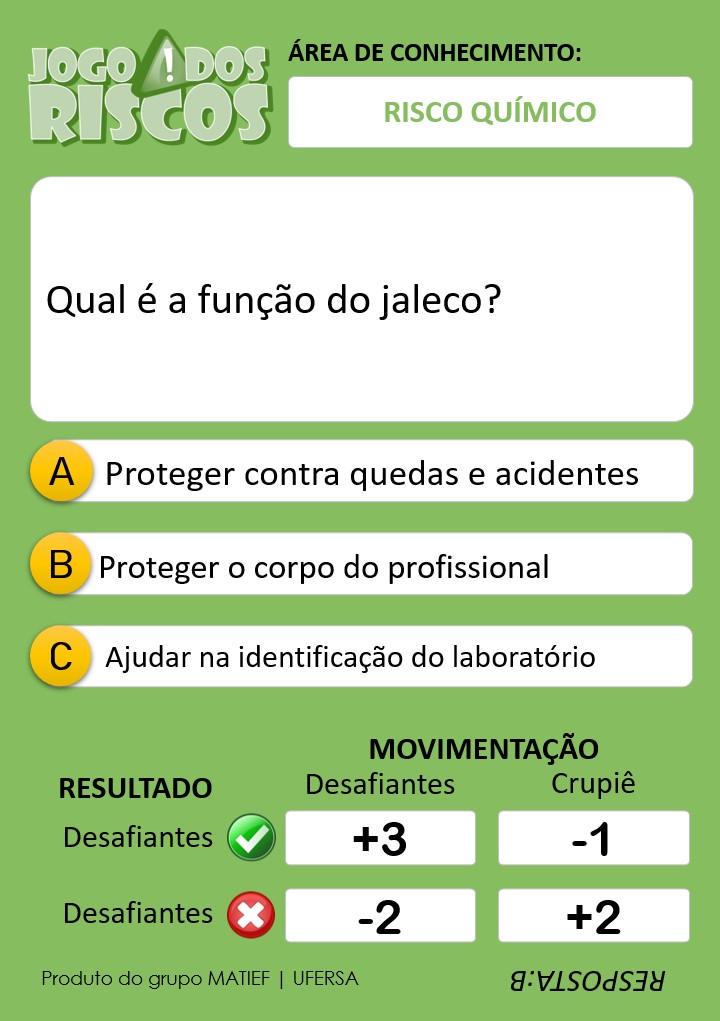 JOGO DOS
RISCOS
ÁREA DE CONHECIMENTO:
RISCO QUÍMICO
Qual é a função do jaleco?
A Proteger contra quedas e acidentes
B Proteger o corpo do profissional
C Ajudar na identificação do laboratório
MOVIMENTAÇÃO
RESULTADO Desafiantes Crupiê
Desafiantes +3 -1
Desafiantes -2 +2
Produto do grupo MATIEF | UFERSA
RESPOSTA:B